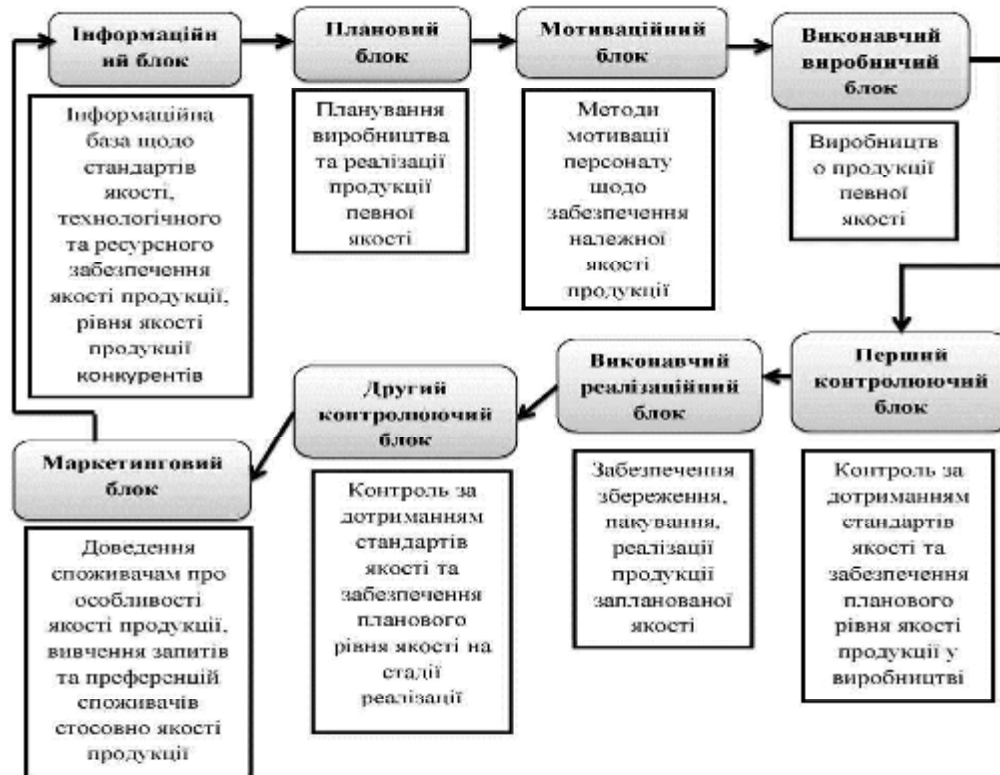 Інформаційн
ий блок
Плановий
блок
Мотиваційний
блок
Виконавчий
виробничий
блок
Інформаційна
база щодо
стандартів
якості,
технологічного
та ресурсного
забезпечення
якості продукції,
рівня якості
продукції
конкурентів
Планування
виробництва
та реалізації
продукції
певної
якості
Методи
мотивації
персоналу
щодо
забезпечення
належної
якості
продукції
Виробницт в
о продукції
певної
якості
Маркетинговий
блок
Другий
контролюючий
блок
Виконавчий
реалізаційний
блок
Перший
контролюючий
блок
Доведення
споживачам про
особливості
якості продукції,
вивчення запитів
та преференцій
споживачів
стосовно якості
продукції
Контроль за
дотриманням
стандартів
якості та
забезпечення
планового
рівня якості на
стадії
реалізації
Забезпечення
збереження,
пакування,
реалізації
продукції
запланованої
якості
Контроль за
дотриманням
стандартів
якості та
забезпечення
планового
рівня якості
продукції у
виробництві